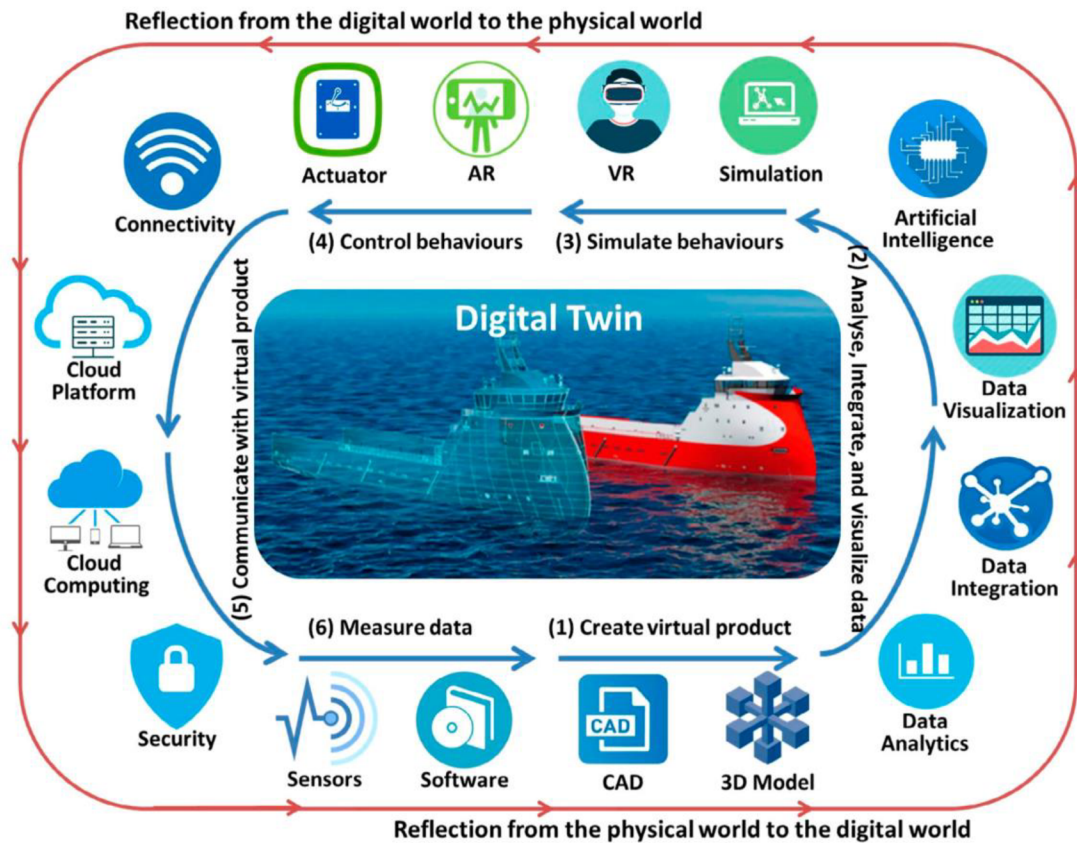 Reflection from the digital world to the physical world
Actuator
AR
VR
Simulation
Connectivity
Artificial
Intelligence
(4) Control behaviours
(3) Simulate behaviours
(2) Analyse, Integrate, and visualize data
Digital Twin
Cloud
Platform
Data
Visualization
(5) Communicate with virtual product
Cloud
Computing
Data
Integration
(6) Measure data
(1) Create virtual product
Security
Sensors
Software
CAD
CAD
3D Model
Data
Analytics
Reflection from the physical world to the digital world